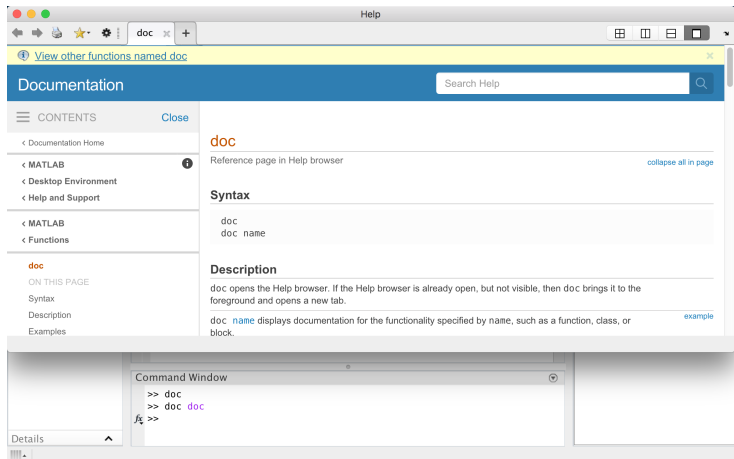 Help
doc
+
View other functions named doc
Documentation
Search Help
CONTENTS
Close
Documentation Home
MATLAB
Desktop Environment
Help and Support
MATLAB
Functions
doc
ON THIS PAGE
Syntax
Description
Examples
doc
Reference page in Help browser
collapse all in page
Syntax
doc
doc name
Description
doc opens the Help browser. If the Help browser is already open, but not visible, then doc brings it to the
foreground and opens a new tab.
doc name displays documentation for the functionality specified by name, such as a function, class, or
block.
example
Command Window
>> doc
>> doc doc
fx >>
Details